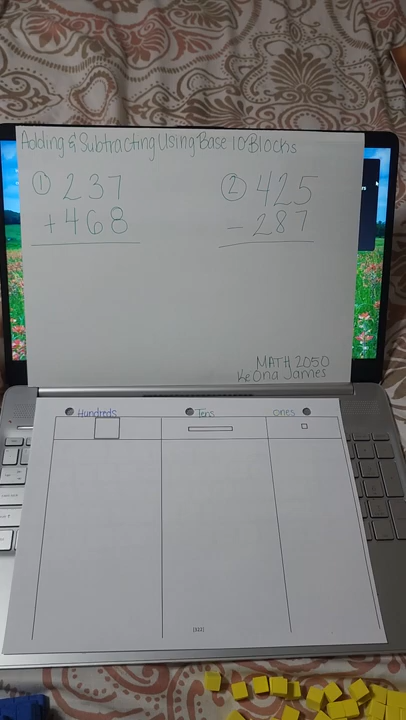 Adding & Subtracting Using Base 10 Blocks
① 237
+ 468
② 425
- 287
MATH 2050
Ke'Ona James
Hundreds Tens Ones